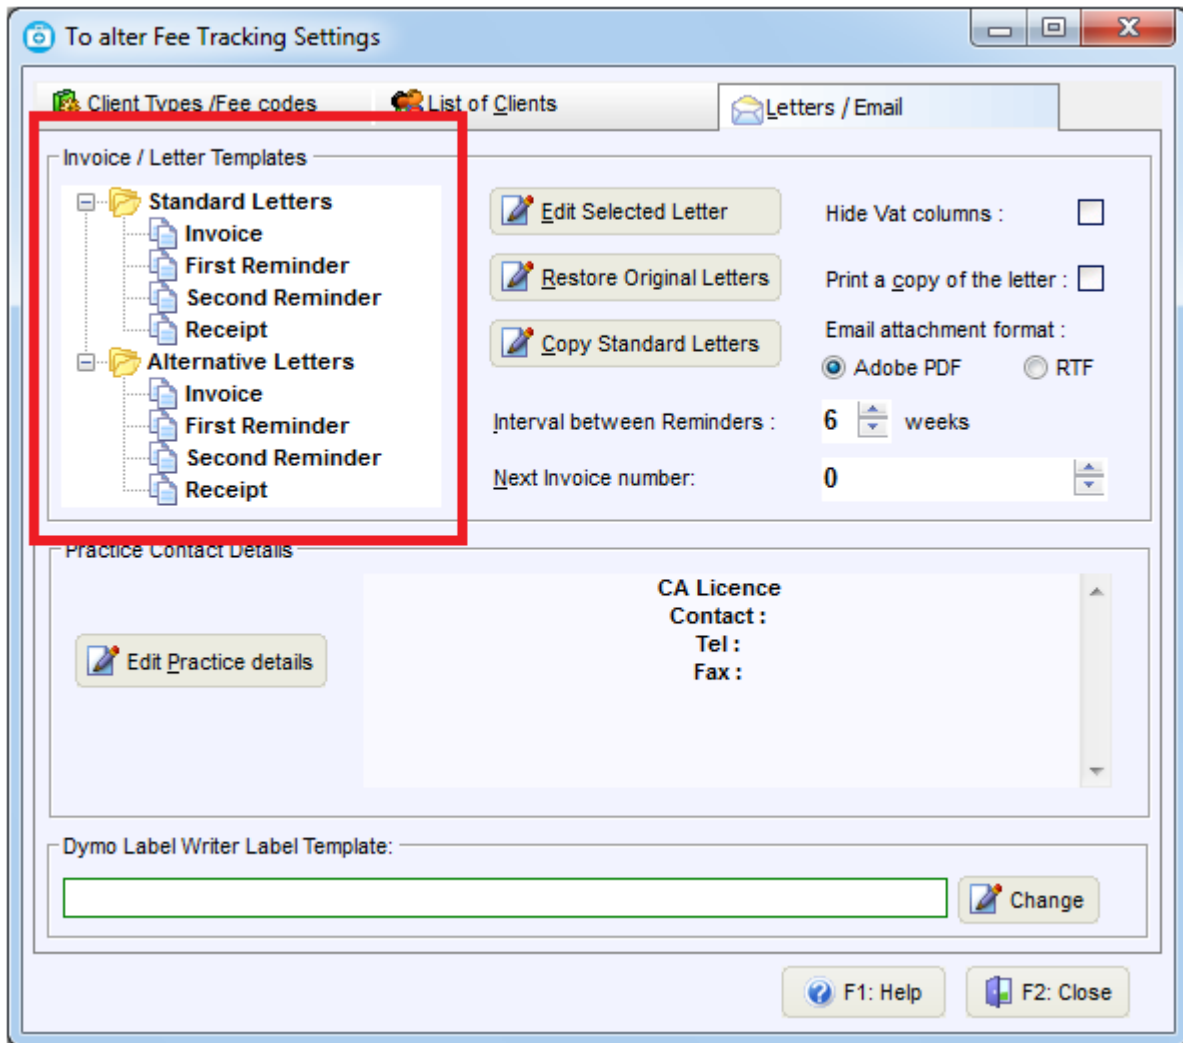 To alter Fee Tracking Settings
Client Types /Fee codes
List of Clients
Letters / Email
Invoice / Letter Templates
Standard Letters
Invoice
First Reminder
Second Reminder
Receipt
Alternative Letters
Invoice
First Reminder
Second Reminder
Receipt
Edit Selected Letter
Restore Original Letters
Copy Standard Letters
Hide Vat columns :
Print a copy of the letter :
Email attachment format :
Adobe PDF
RTF
Interval between Reminders :
6
weeks
Next Invoice number:
0
Practice Contact Details
Edit Practice details
CA Licence
Contact :
Tel :
Fax :
Dymo Label Writer Label Template:
Change
F1: Help
F2: Close